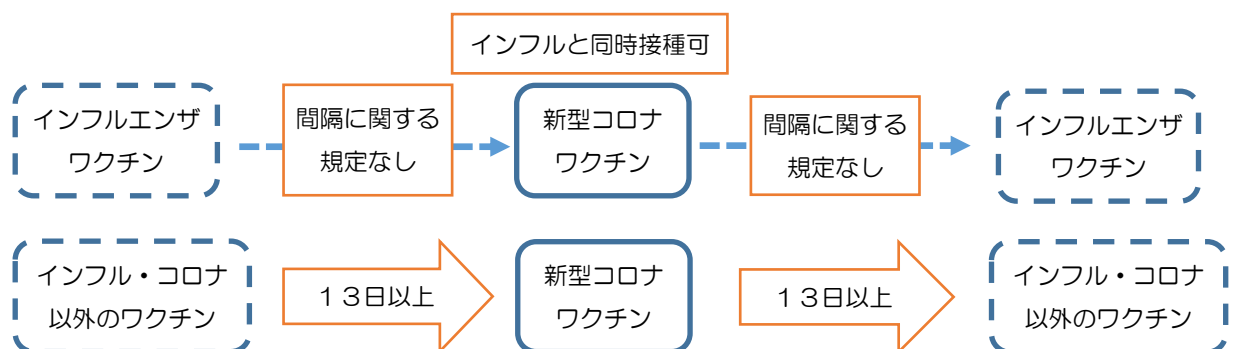 インフルと同時接種可
インフルエンザ
ワクチン
間隔に関する
規定なし
新型コロナ
ワクチン
間隔に関する
規定なし
インフルエンザ
ワクチン
インフル・コロナ
以外のワクチン
１３日以上
新型コロナ
ワクチン
１３日以上
インフル・コロナ
以外のワクチン